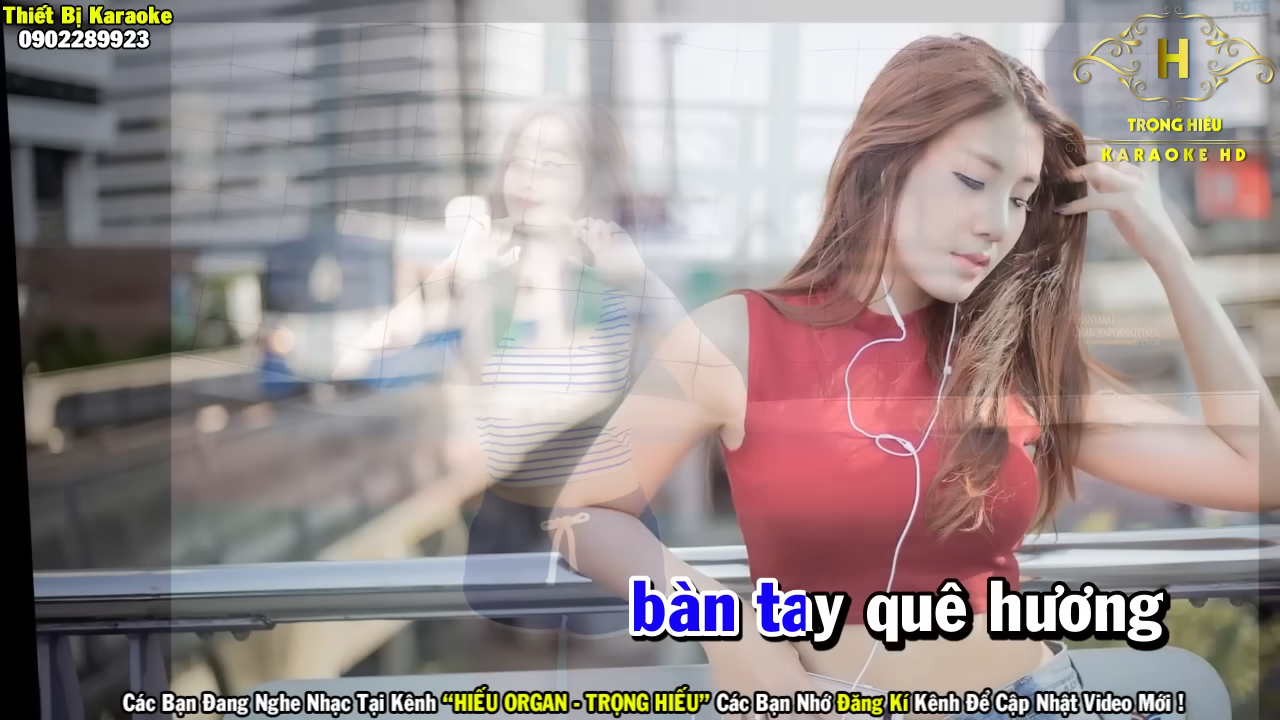 Thiết Bị Karaoke
0902289923
H
TRỌNG HIẾU
KARAOKE HD
bàn tay quê hương
Các Bạn Đang Nghe Nhạc Tại Kênh “HIẾU ORGAN - TRỌNG HIẾU” Các Bạn Nhớ Đăng Kí Kênh Để Cập Nhật Video Mới !